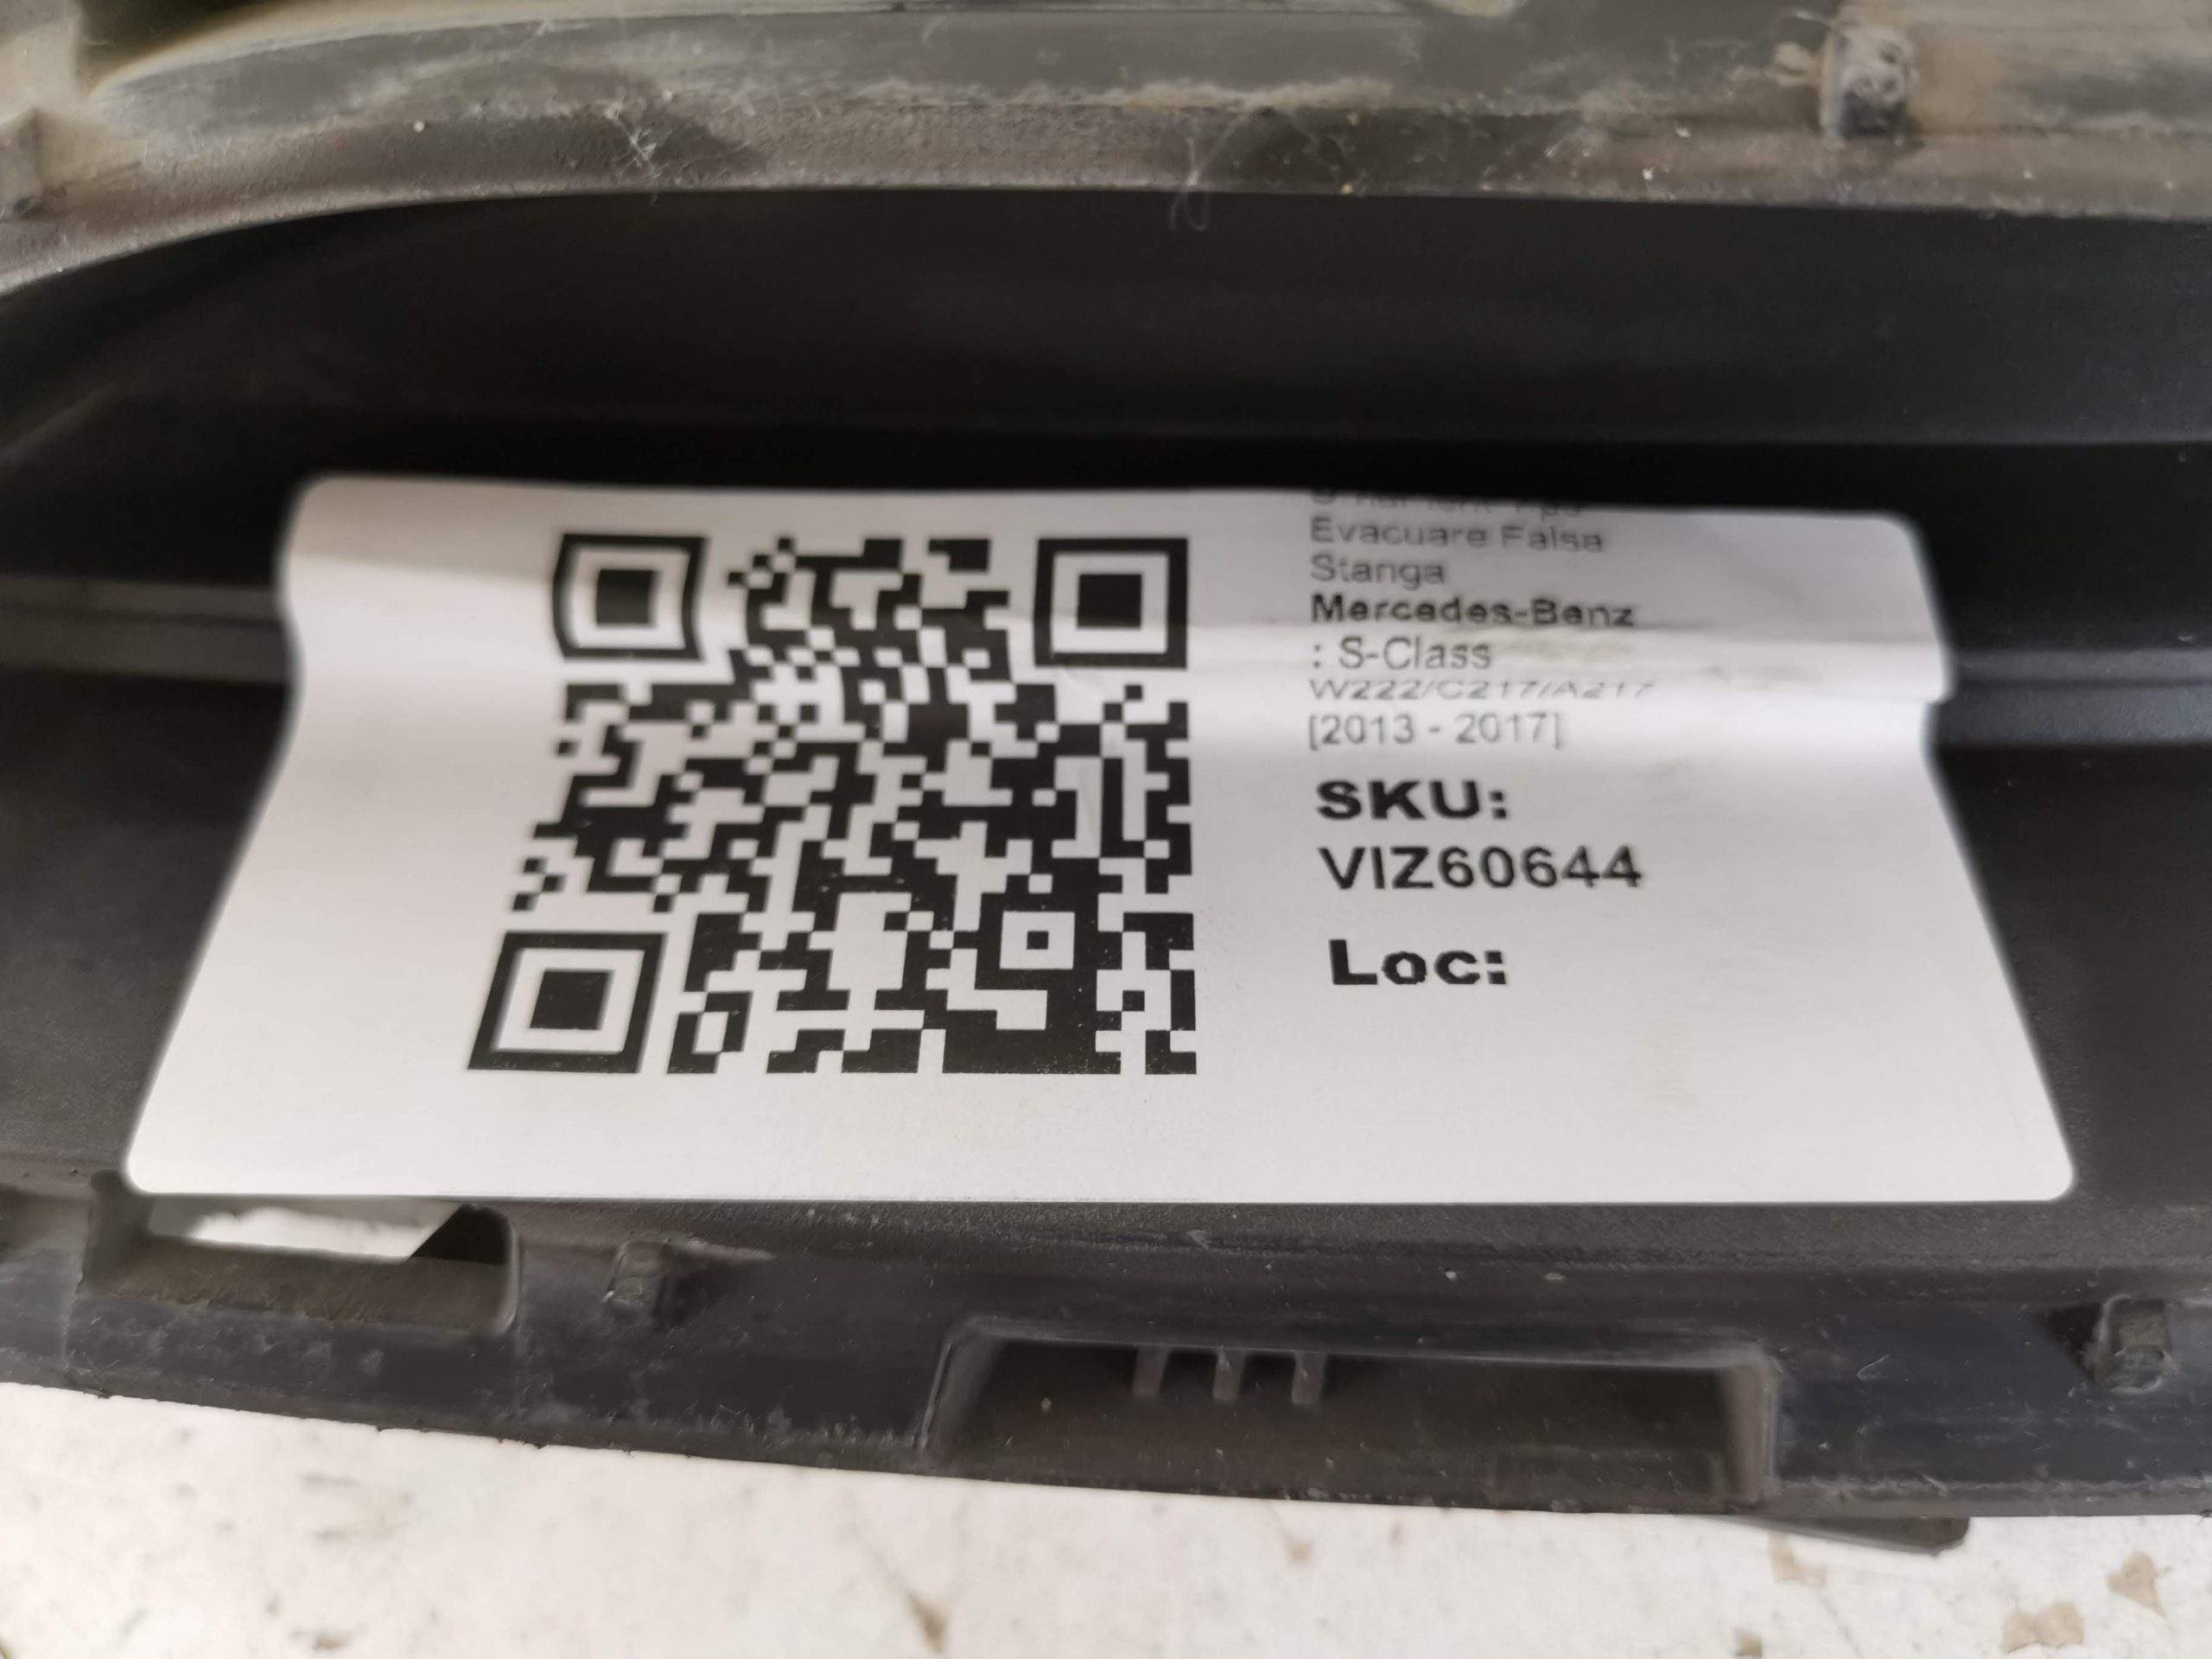 Evacuare Falsa
Stanga
Mercedes-Benz
: S-Class
W222/C217/A217
[2013 - 2017]
SKU:
VIZ60644
Loc: